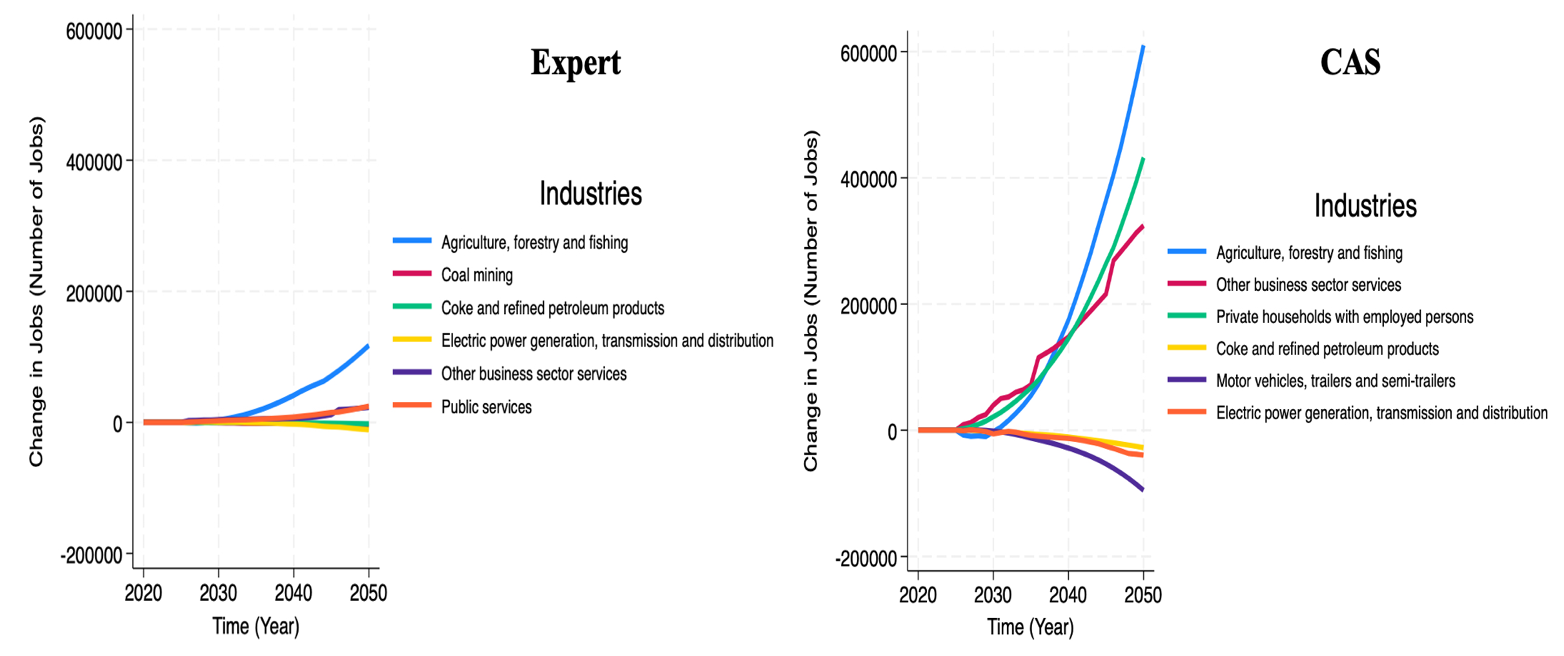 Expert
Change in Jobs (Number of Jobs)
600000
400000
200000
0
-200000
2020 2030 2040 2050
Time (Year)
Industries
Agriculture, forestry and fishing
Coal mining
Coke and refined petroleum products
Electric power generation, transmission and distribution
Other business sector services
Public services
CAS
Change in Jobs (Number of Jobs)
600000
400000
200000
0
-200000
2020 2030 2040 2050
Time (Year)
Industries
Agriculture, forestry and fishing
Other business sector services
Private households with employed persons
Coke and refined petroleum products
Motor vehicles, trailers and semi-trailers
Electric power generation, transmission and distribution